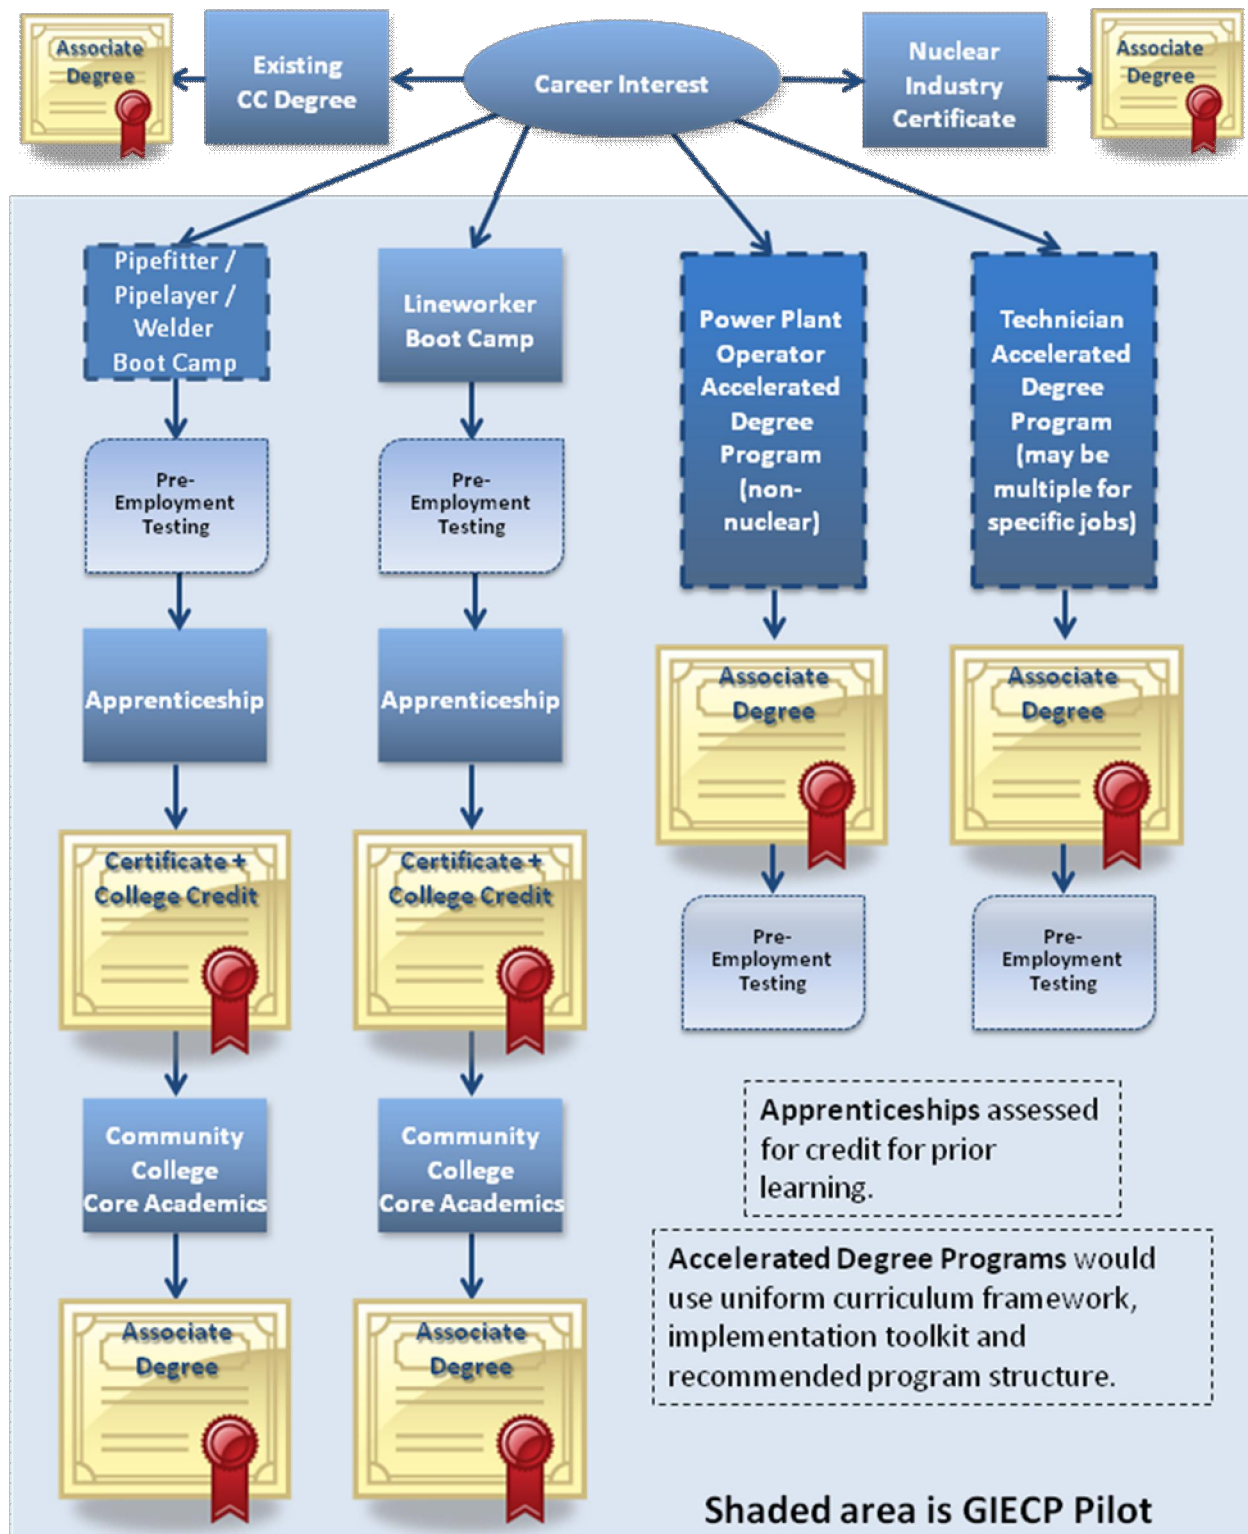 Associate
Degree
Existing
CC Degree
Career Interest
Nuclear
Industry
Certificate
Associate
Degree
Pipefitter /
Pipelayer /
Welder
Boot Camp
Pre-
Employment
Testing
Apprenticeship
Certificate +
College Credit
Community
College
Core Academics
Associate
Degree
Lineworker
Boot Camp
Pre-
Employment
Testing
Apprenticeship
Certificate +
College Credit
Community
College
Core Academics
Associate
Degree
Power Plant
Operator
Accelerated
Degree
Program
(non-
nuclear)
Associate
Degree
Pre-
Employment
Testing
Technician
Accelerated
Degree
Program
(may be
multiple for
specific jobs)
Associate
Degree
Pre-
Employment
Testing
Apprenticeships assessed
for credit for prior
learning.
Accelerated Degree Programs would
use uniform curriculum framework,
implementation toolkit and
recommended program structure.
Shaded area is GIECP Pilot